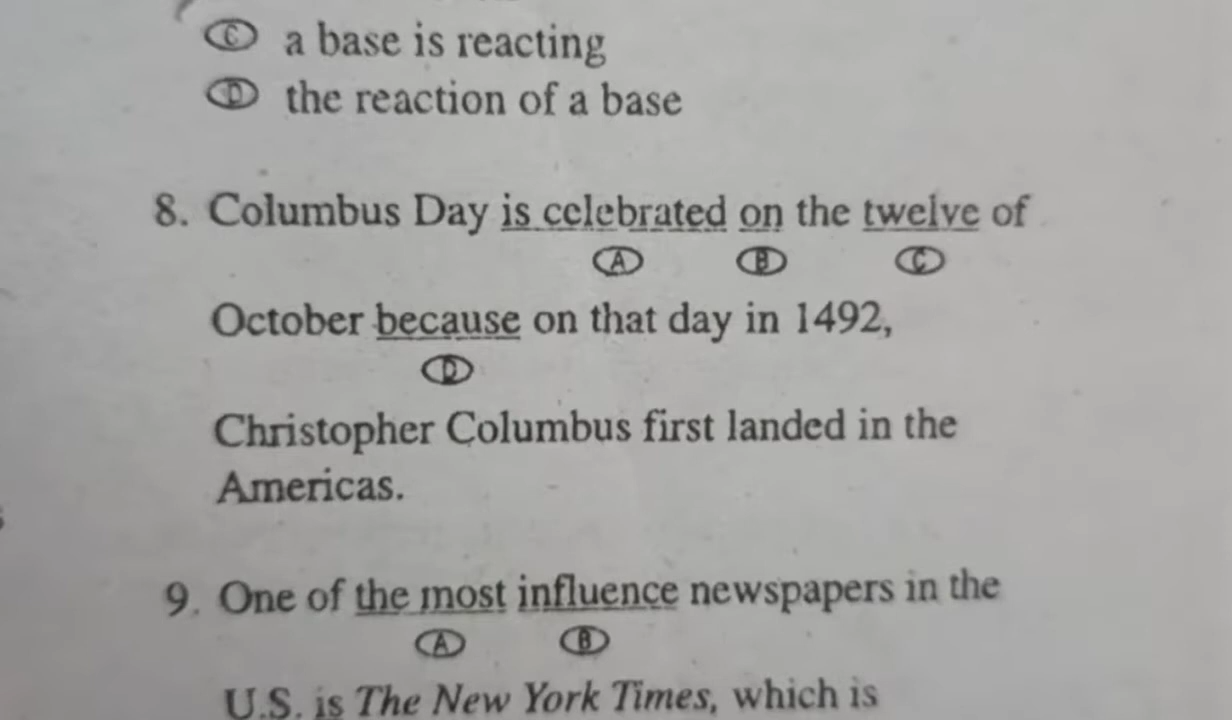 Ⓒ a base is reacting
Ⓓ the reaction of a base
8. Columbus Day is celebrated on the twelve of
Ⓐ Ⓑ Ⓒ
October because on that day in 1492,
Ⓓ
Christopher Columbus first landed in the
Americas.
9. One of the most influence newspapers in the
Ⓐ Ⓑ
U.S. is The New York Times, which is